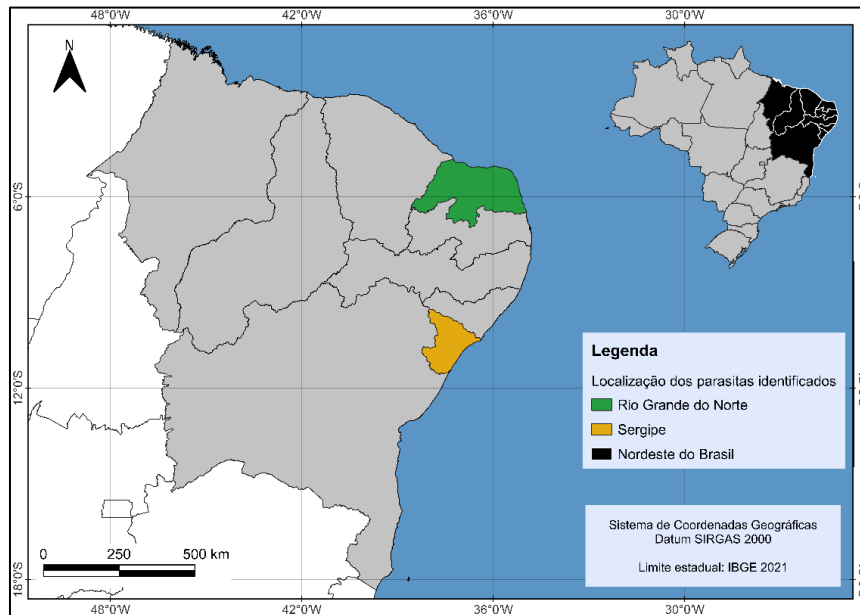 48°0'W 42°0'W 36°0'W 30°0'W
N
6°0'S
12°0'S
18°0'S
Legenda
Localização dos parasitas identificados
Rio Grande do Norte
Sergipe
Nordeste do Brasil
Sistema de Coordenadas Geográficas
Datum SIRGAS 2000
Limite estadual: IBGE 2021
0 250 500 km
48°0'W 42°0'W 36°0'W 30°0'W